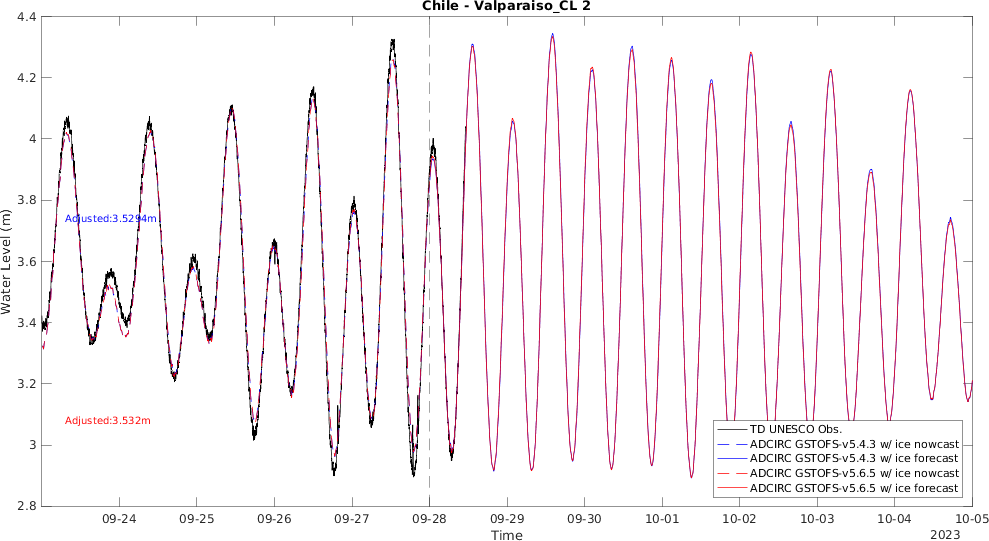 Chile - Valparaiso_CL 2
4.4
4.2
4
3.8
3.6
3.4
3.2
3
2.8
Water Level (m)
Adjusted:3.5294m
Adjusted:3.532m
TD UNESCO Obs.
ADCIRC GSTOFS-v5.4.3 w/ ice nowcast
ADCIRC GSTOFS-v5.4.3 w/ ice forecast
ADCIRC GSTOFS-v5.6.5 w/ ice nowcast
ADCIRC GSTOFS-v5.6.5 w/ ice forecast
09-24 09-25 09-26 09-27 09-28 09-29 09-30 10-01 10-02 10-03 10-04 10-05
Time
2023